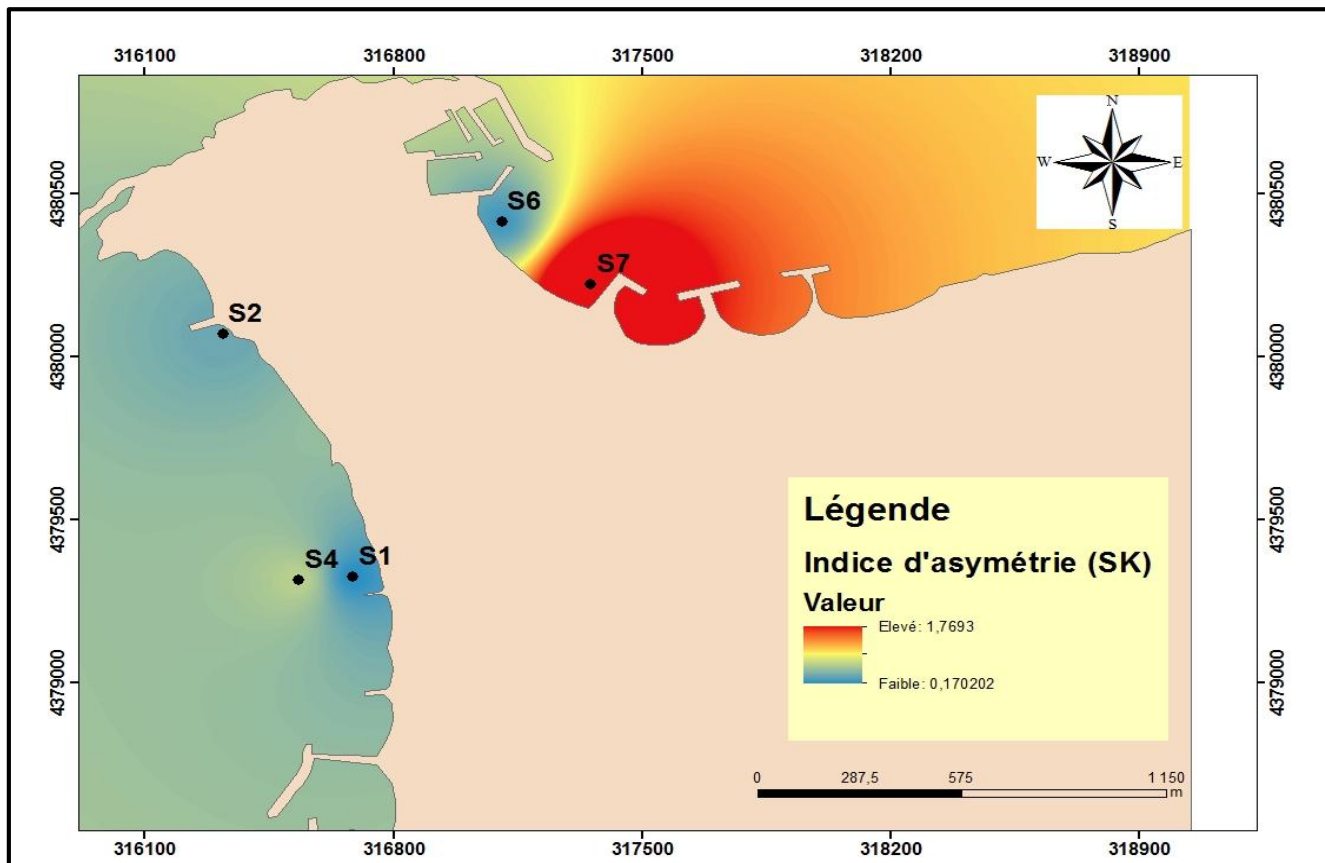 316100 316800 317500 318200 318900
N
W E
S
4380500 4380500
S6
S7
S2
4380000 4380000
4379500 4379500
S4 S1
4379000 4379000
Légende
Indice d'asymétrie (SK)
Valeur
Elevé: 1,7693
Faible: 0,170202
0 287,5 575 1 150
m
316100 316800 317500 318200 318900